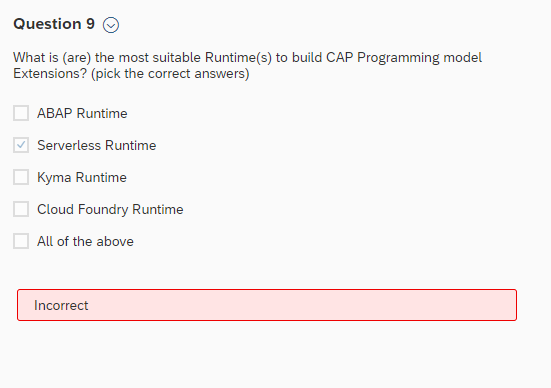 Question 9
What is (are) the most suitable Runtime(s) to build CAP Programming model
Extensions? (pick the correct answers)
ABAP Runtime
Serverless Runtime
Kyma Runtime
Cloud Foundry Runtime
All of the above
Incorrect